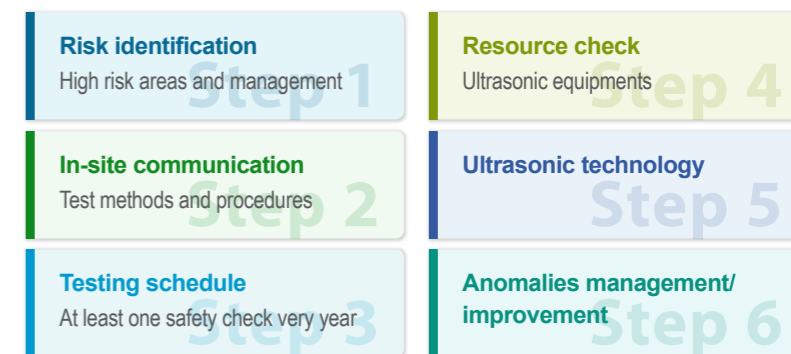 Risk identification
High risk areas and management
Step 1
In-site communication
Test methods and procedures
Step 2
Testing schedule
At least one safety check very year
Step 3
Resource check
Ultrasonic equipments
Step 4
Ultrasonic technology
Step 5
Anomalies management/
improvement
Step 6